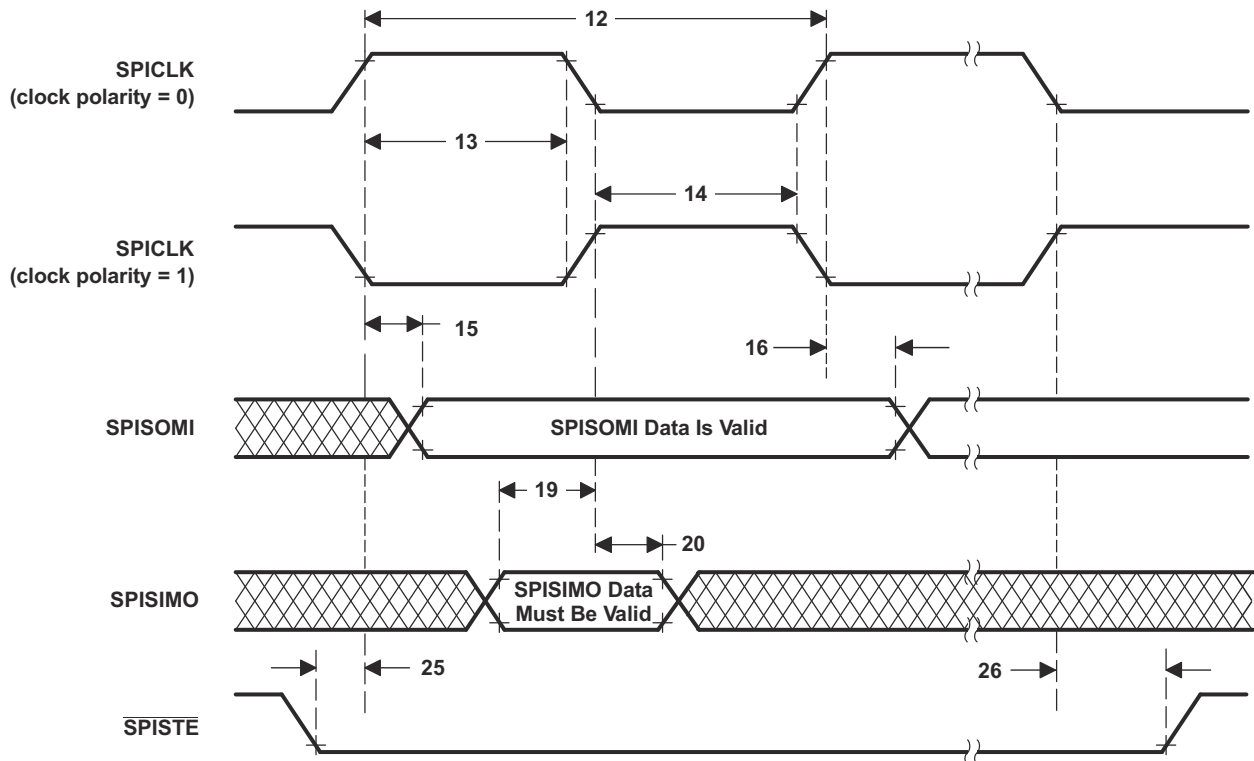 12
SPICLK
(clock polarity = 0)
13
14
SPICLK
(clock polarity = 1)
15
16
SPISOMI
SPISOMI Data Is Valid
19
20
SPISIMO
SPISIMO Data
Must Be Valid
25
26
SPISTE